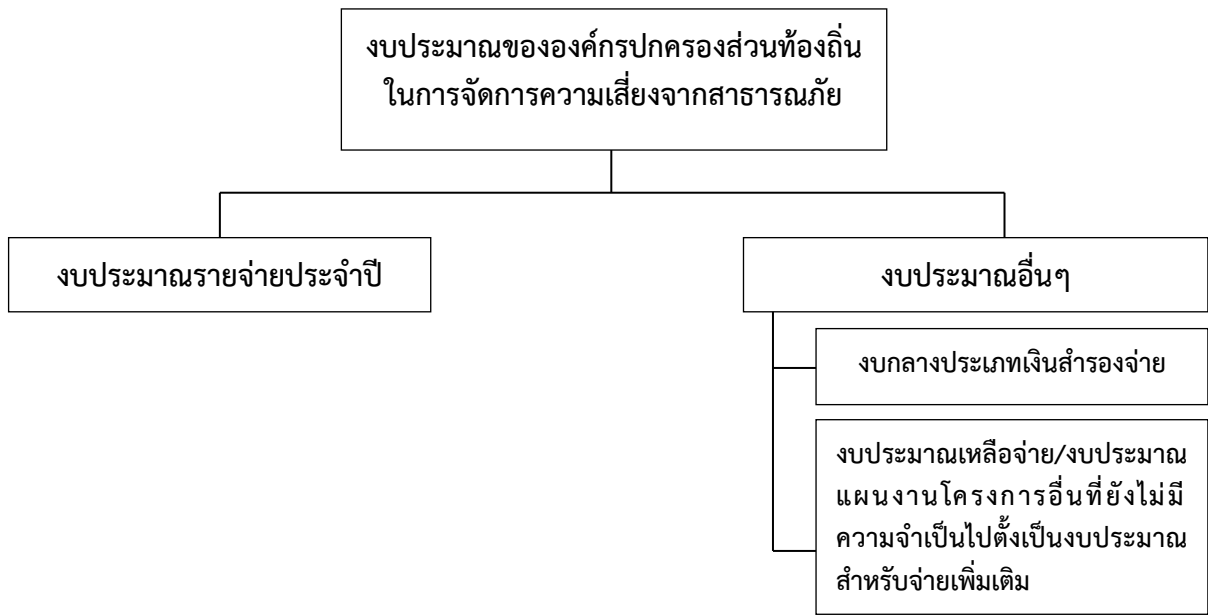 งบประมาณขององค์กรปกครองส่วนท้องถิ่น
ในการจัดการความเสี่ยงจากสาธารณภัย
งบประมาณรายจ่ายประจำปี
งบประมาณอื่นๆ
งบกลางประเภทเงินสำรองจ่าย
งบประมาณเหลือจ่าย/งบประมาณ
แผนงานโครงการอื่นที่ยังไม่มี
ความจำเป็นไปตั้งเป็นงบประมาณ
สำหรับจ่ายเพิ่มเติม